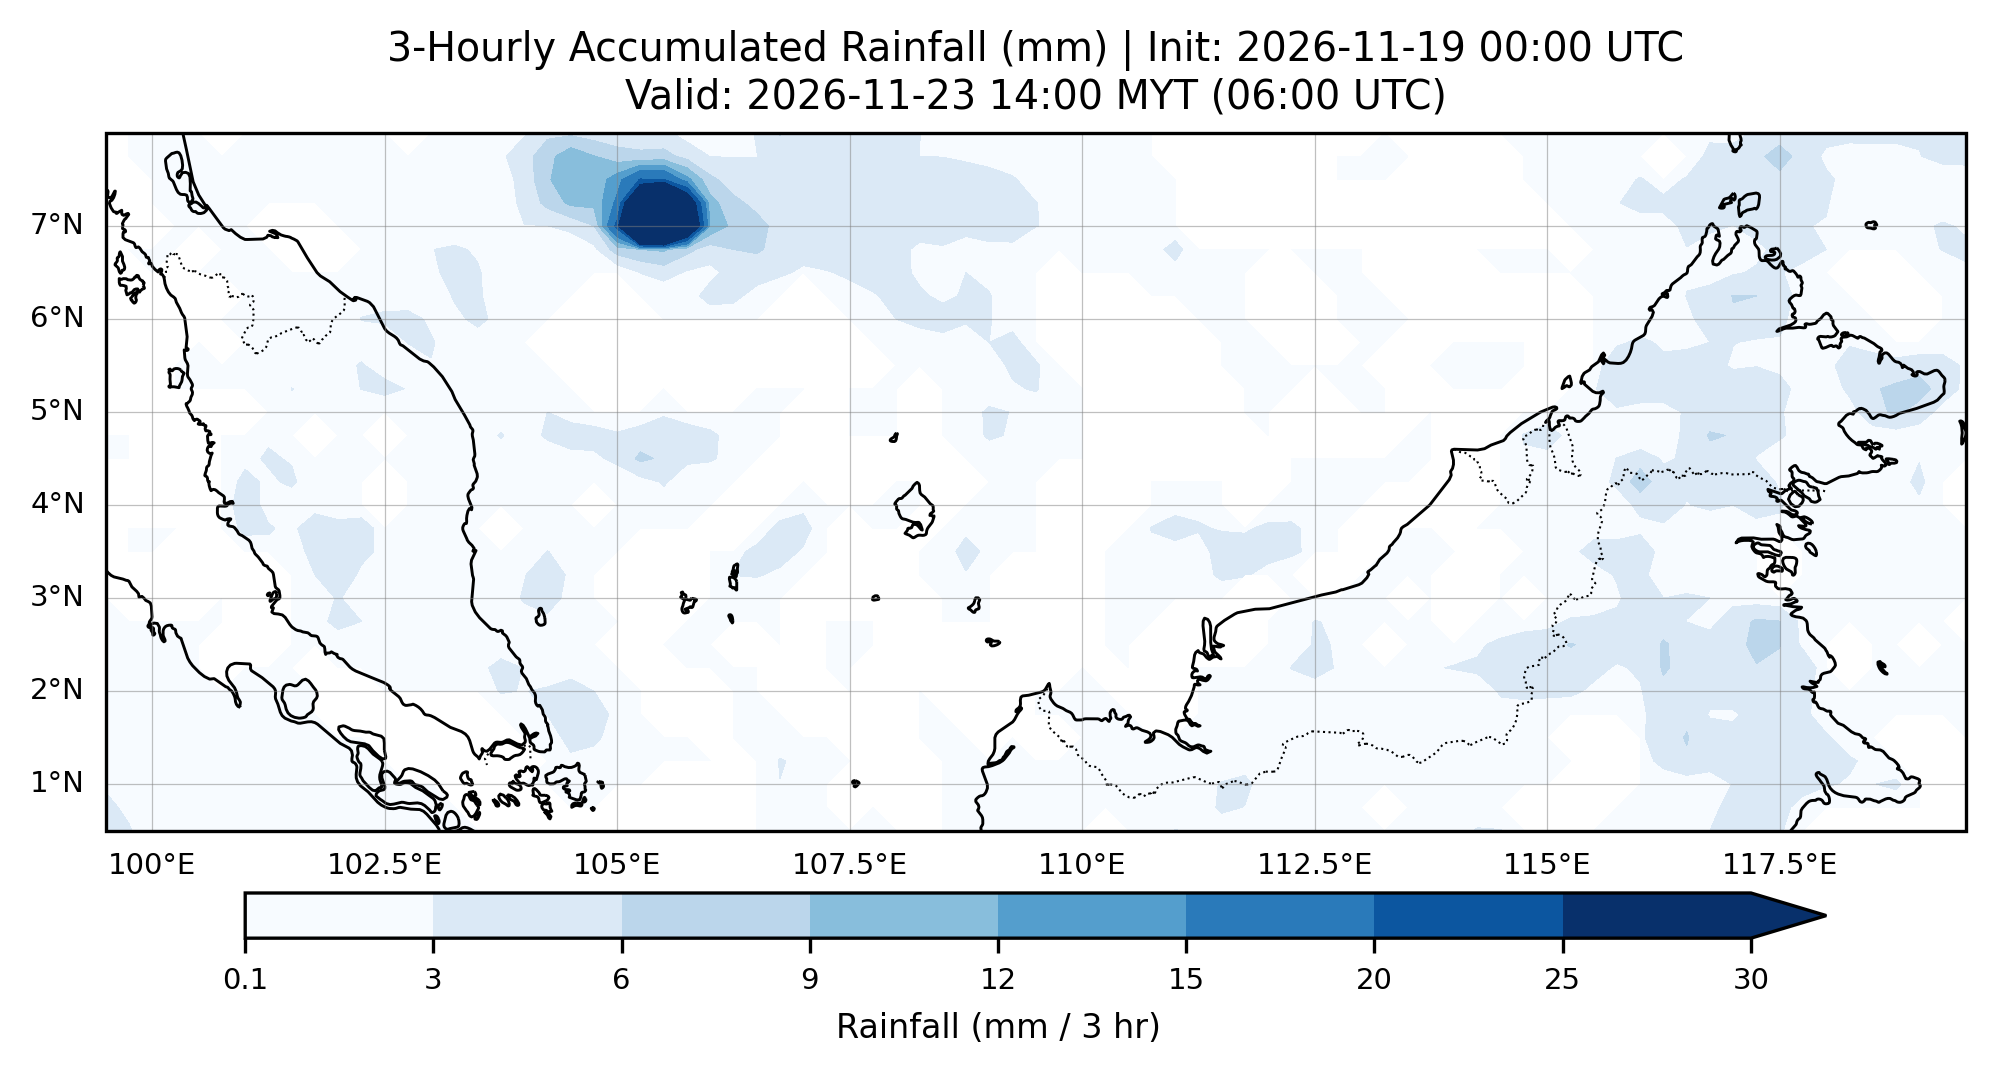 3-Hourly Accumulated Rainfall (mm) | Init: 2026-11-19 00:00 UTC
Valid: 2026-11-23 14:00 MYT (06:00 UTC)
7°N
6°N
5°N
4°N
3°N
2°N
1°N
100°E 102.5°E 105°E 107.5°E 110°E 112.5°E 115°E 117.5°E
0.1 3 6 9 12 15 20 25 30
Rainfall (mm / 3 hr)